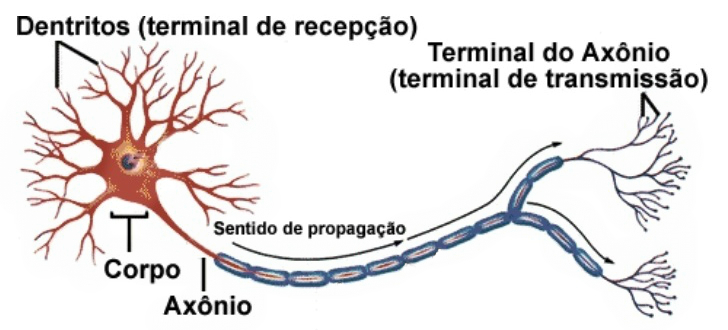 Dentritos (terminal de recepção)
Terminal do Axônio
(terminal de transmissão)
Sentido de propagação
Corpo
Axônio